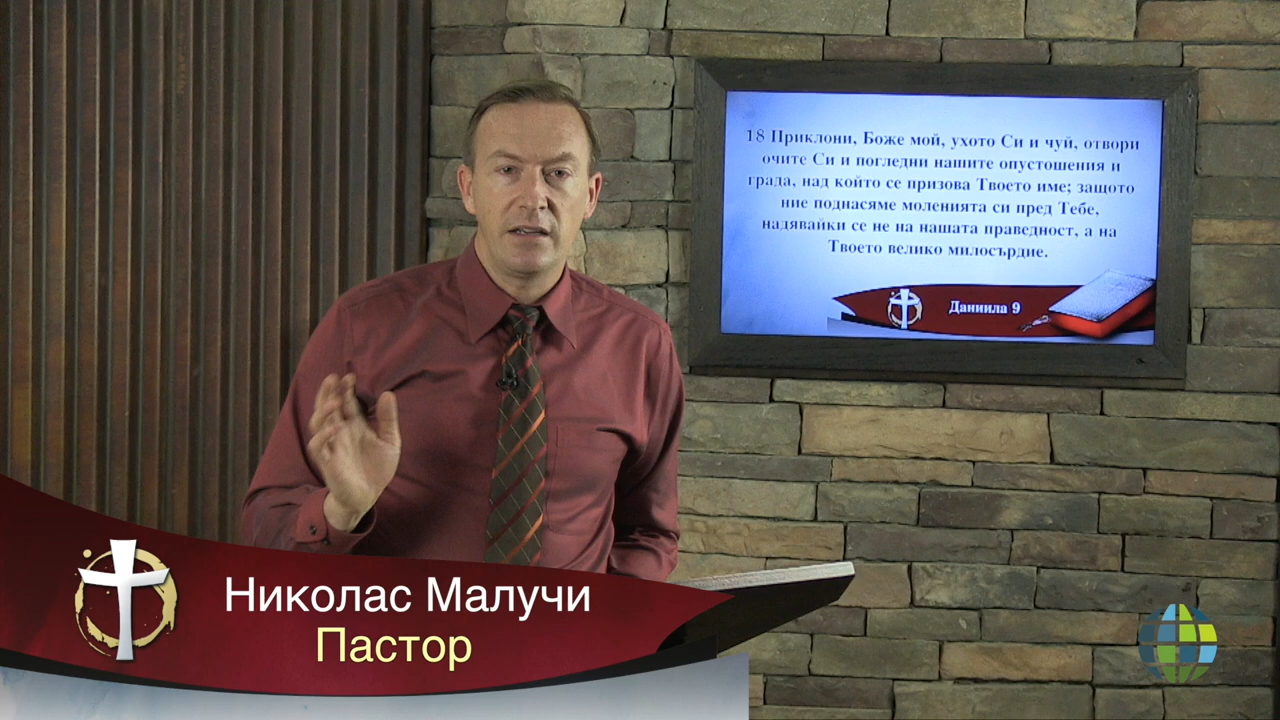 18 Приклони, Боже мой, ухото Си и чуй, отвори
очите Си и погледни нашите опустошения и
града, над който се призова Твоето име; защото
ние поднасяме моленията си пред Тебе,
надявайки се не на нашата праведност, а на
Твоето велико милосърдие.
Даниила 9
Николас Малучи
Пастор